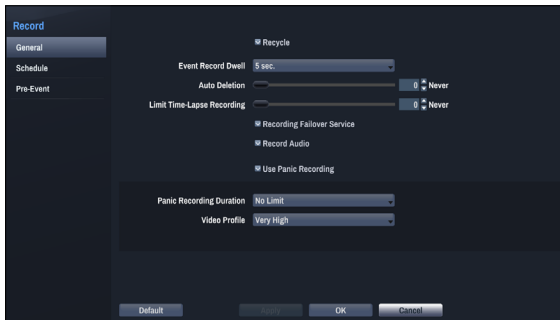 Record
General
Schedule
Pre-Event
Recycle
Event Record Dwell 5 sec.
Auto Deletion 0 Never
Limit Time-Lapse Recording 0 Never
Recording Failover Service
Record Audio
Use Panic Recording
Panic Recording Duration No Limit
Video Profile Very High
Default Apply OK Cancel